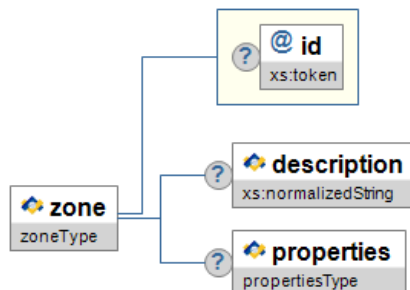 @ id
xs:token
? 
? description
xs:normalizedString
zone
zoneType
? properties
propertiesType